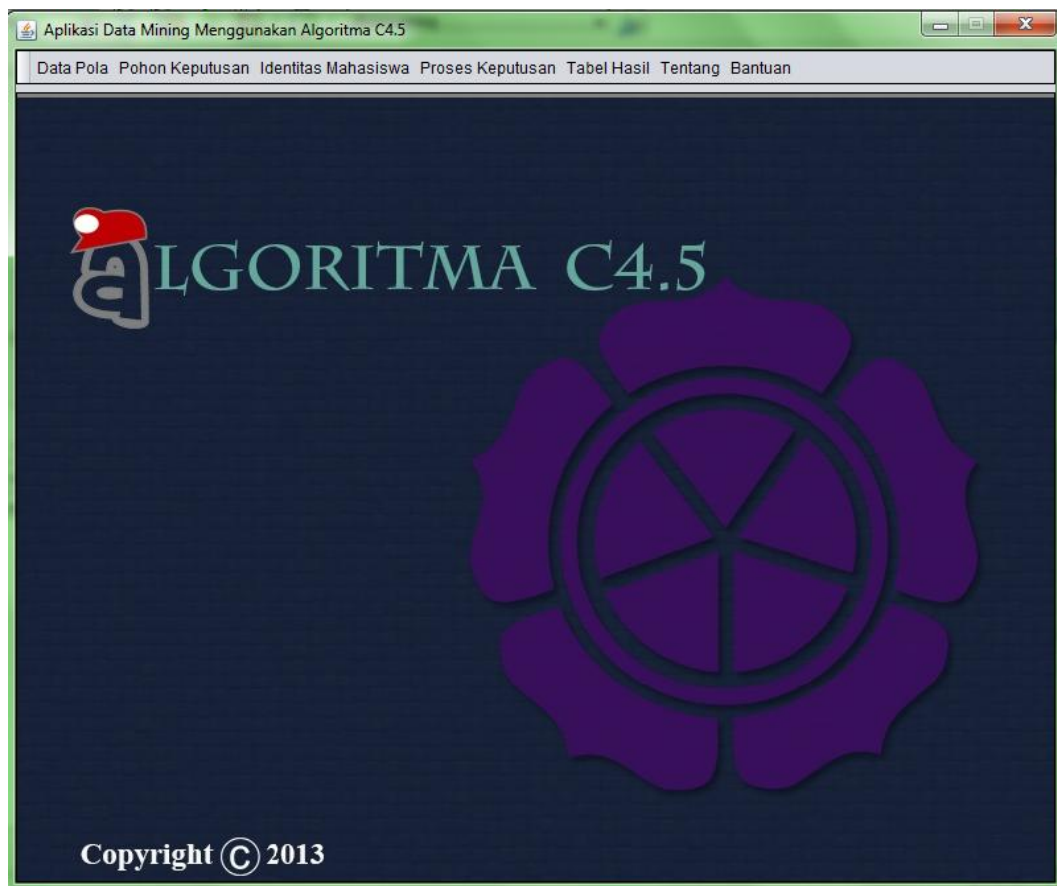 Aplikasi Data Mining Menggunakan Algoritma C4.5
Data Pola Pohon Keputusan Identitas Mahasiswa Proses Keputusan Tabel Hasil Tentang Bantuan
aLGORITMA C4.5
Copyright © 2013